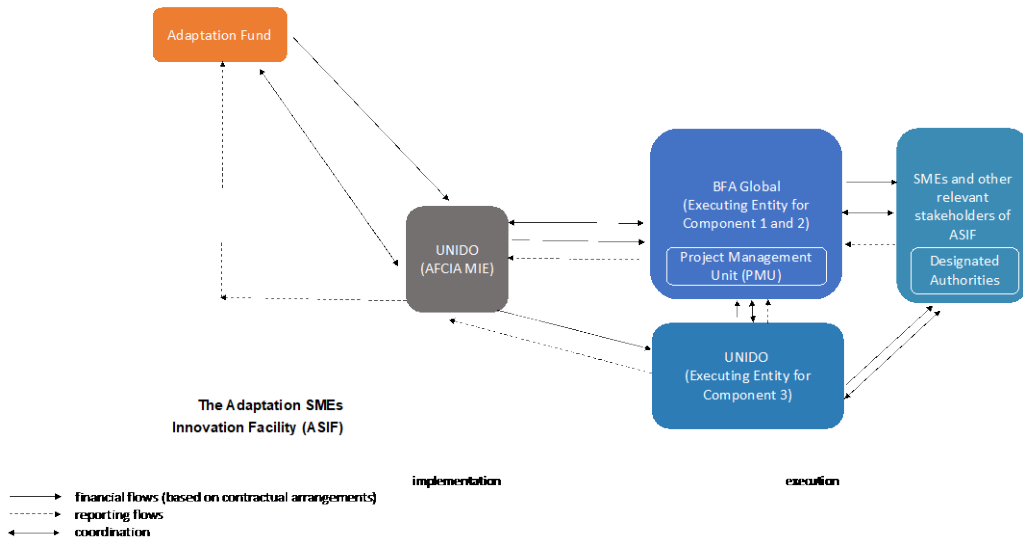 Adaptation Fund
UNIDO
(AFCIA MIE)
BFA Global
(Executing Entity for
Component 1 and 2)
Project Management
Unit (PMU)
SMEs and other
relevant
stakeholders of
ASIF
Designated
Authorities
UNIDO
(Executing Entity for
Component 3)
The Adaptation SMEs
Innovation Facility (ASIF)
implementation
execution
financial flows (based on contractual arrangements)
reporting flows
coordination